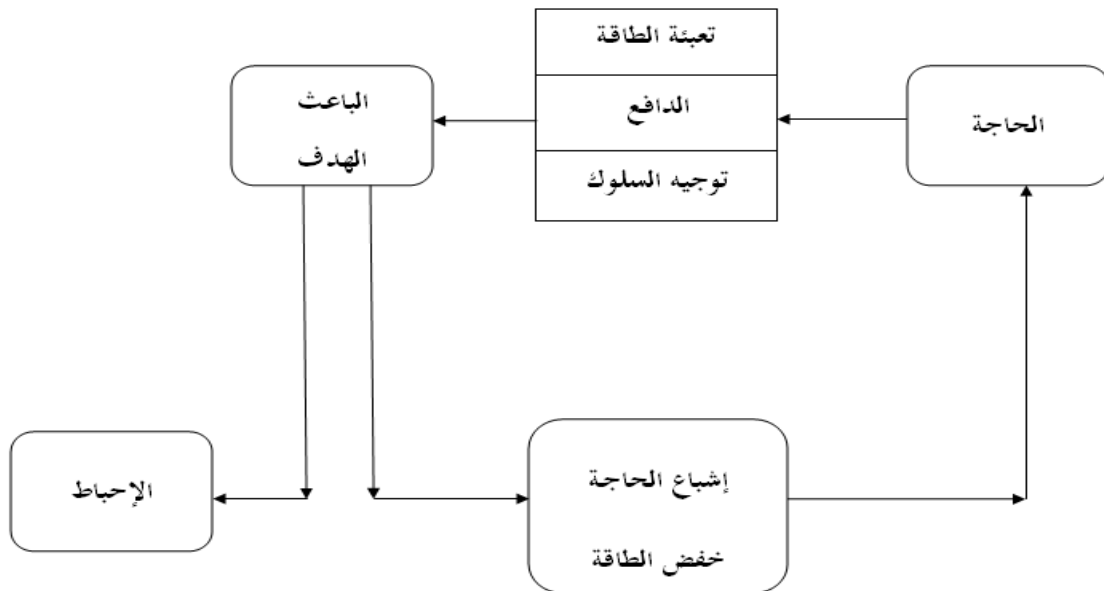 الحاجة
تعبئة الطاقة
الدافع
توجيه السلوك
الباعث
الهدف
إشباع الحاجة
خفض الطاقة
الإحباط